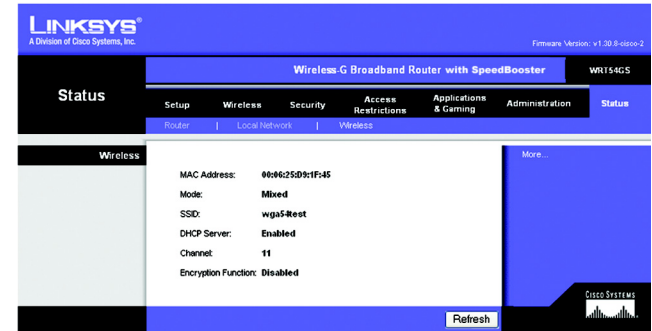 LINKSYS®
A Division of Cisco Systems, Inc.
Firmware Version: v1.30.8-cisco-2
Wireless-G Broadband Router with SpeedBooster WRT54GS
Status
Setup Wireless Security Access Restrictions Applications & Gaming Administration Status
Router | Local Network | Wireless
Wireless
More...
MAC Address: 00:06:25:D9:1F:45
Mode: Mixed
SSID: wga54test
DHCP Server: Enabled
Channel: 11
Encryption Function: Disabled
CISCO SYSTEMS
Refresh